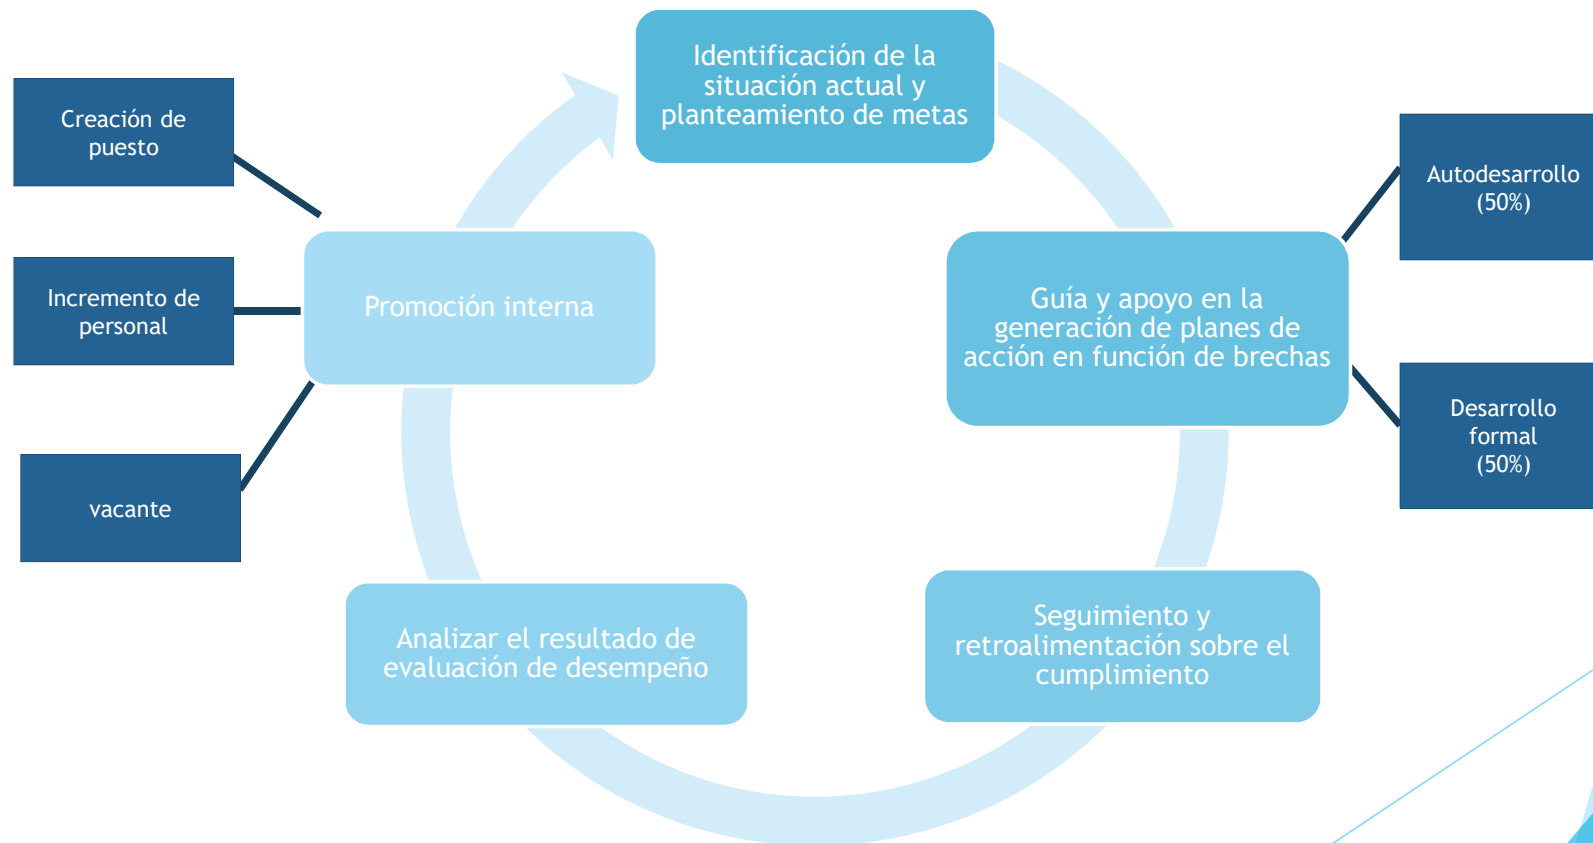 Identificación de la
situación actual y
planteamiento de metas
Creación de
puesto
Autodesarrollo
(50%)
Incremento de
personal
Promoción interna
Guía y apoyo en la
generación de planes de
acción en función de brechas
Desarrollo
formal
(50%)
vacante
Analizar el resultado de
evaluación de desempeño
Seguimiento y
retroalimentación sobre el
cumplimiento